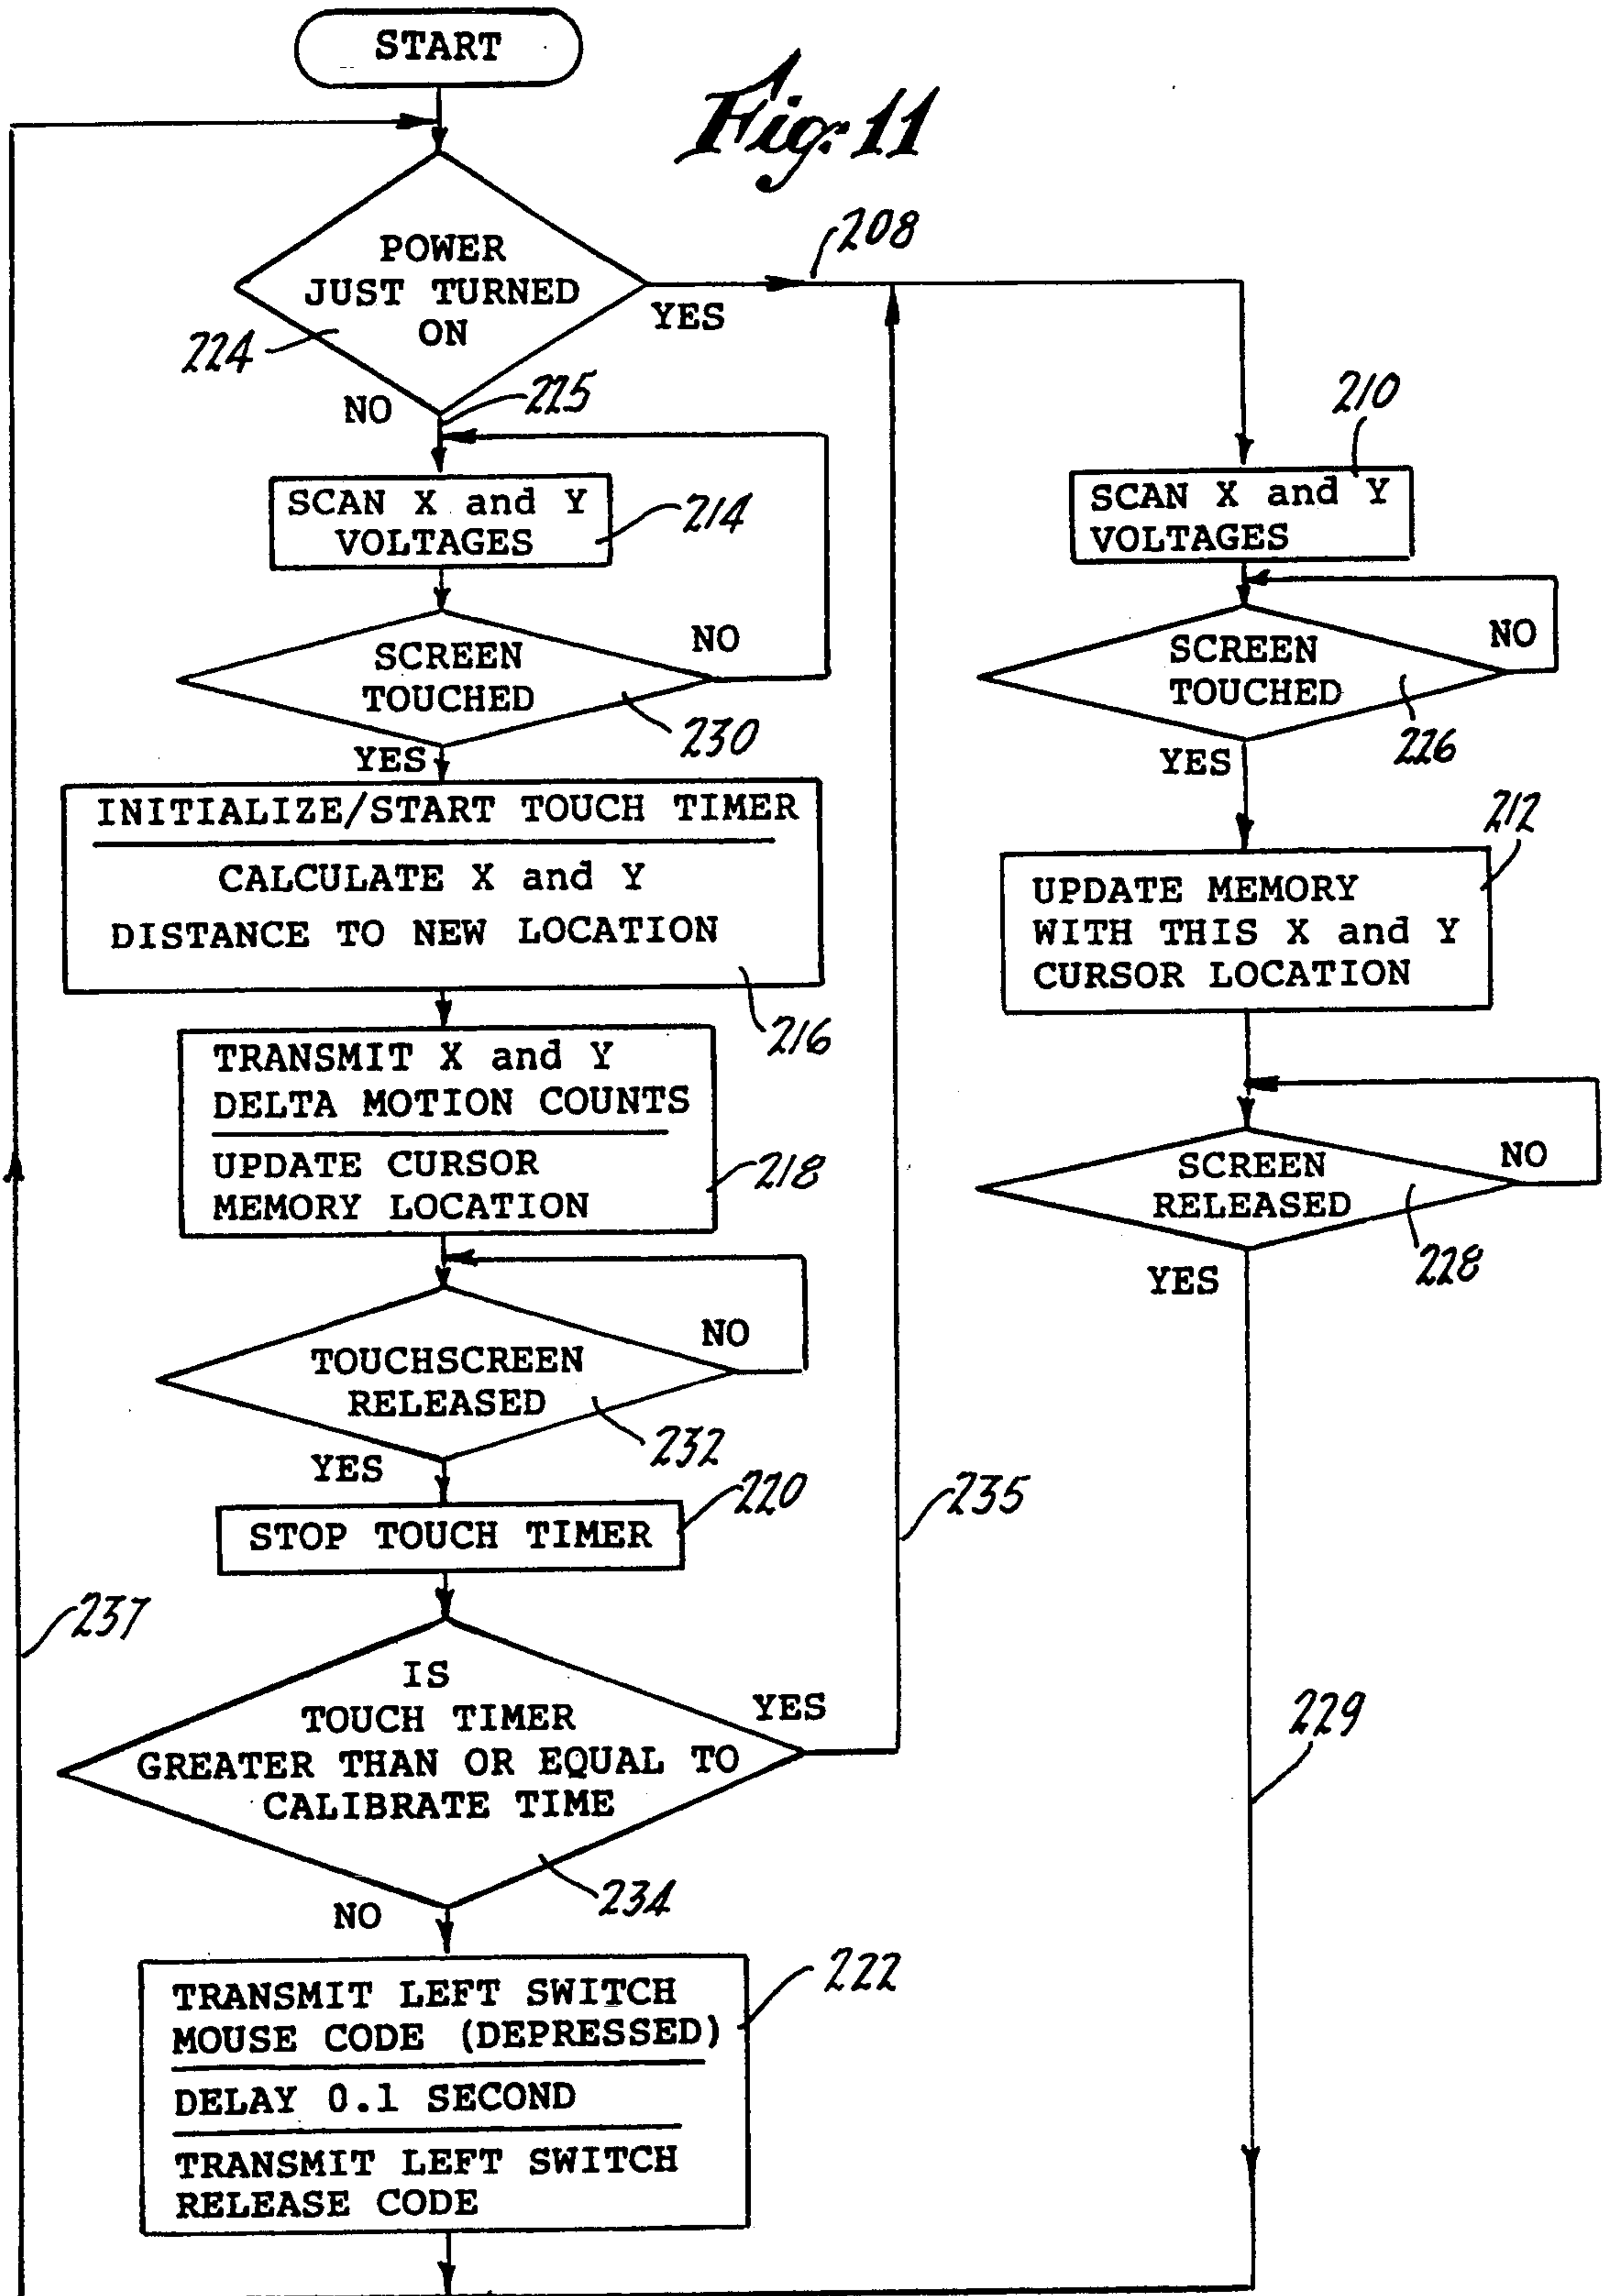 START
Fig. 11
208
POWER
JUST TURNED
ON
YES
224
NO
225
210
SCAN X and Y
VOLTAGES
214
SCAN X and Y
VOLTAGES
SCREEN
TOUCHED
NO
230
YES
SCREEN
TOUCHED
NO
226
YES
INITIALIZE/START TOUCH TIMER
CALCULATE X and Y
DISTANCE TO NEW LOCATION
216
212
UPDATE MEMORY
WITH THIS X and Y
CURSOR LOCATION
TRANSMIT X and Y
DELTA MOTION COUNTS
UPDATE CURSOR
MEMORY LOCATION
218
SCREEN
RELEASED
NO
228
YES
TOUCHSCREEN
RELEASED
NO
232
YES
STOP TOUCH TIMER
220
235
237
IS
TOUCH TIMER
GREATER THAN OR EQUAL TO
CALIBRATE TIME
YES
229
234
NO
TRANSMIT LEFT SWITCH
MOUSE CODE (DEPRESSED)
DELAY 0.1 SECOND
TRANSMIT LEFT SWITCH
RELEASE CODE
222